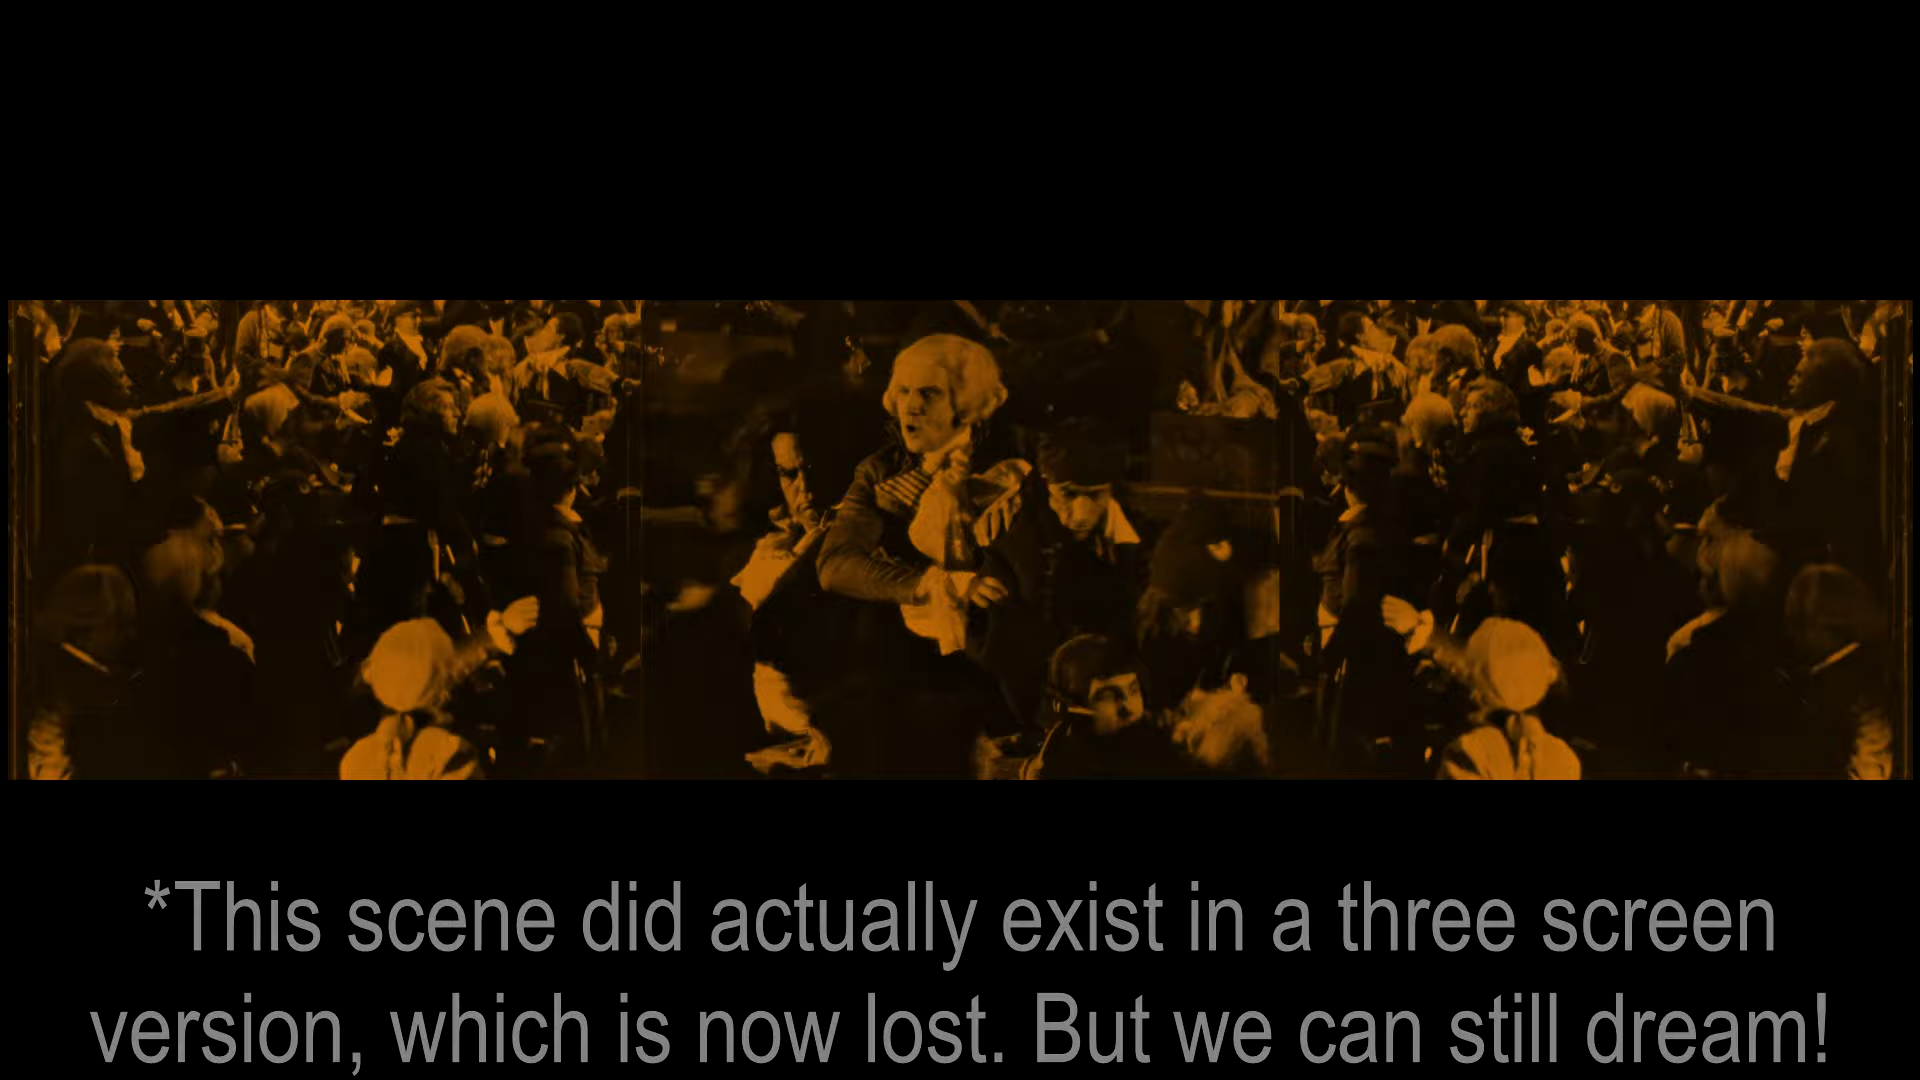 *This scene did actually exist in a three screen
version, which is now lost. But we can still dream!